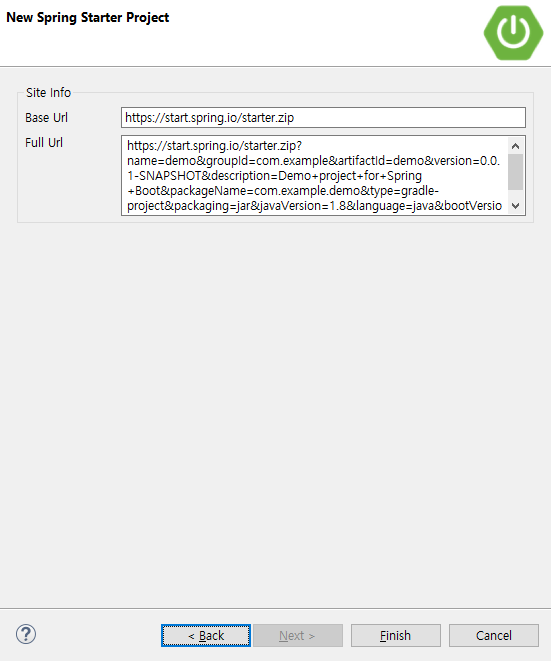 New Spring Starter Project
Site Info
Base Url
https://start.spring.io/starter.zip
Full Url
https://start.spring.io/starter.zip?
name=demo&groupId=com.example&artifactId=demo&version=0.0.
1-SNAPSHOT&description=Demo+project+for+Spring
+Boot&packageName=com.example.demo&type=gradle-
project&packaging=jar&javaVersion=1.8&language=java&bootVersio
?
< Back
Next >
Finish
Cancel